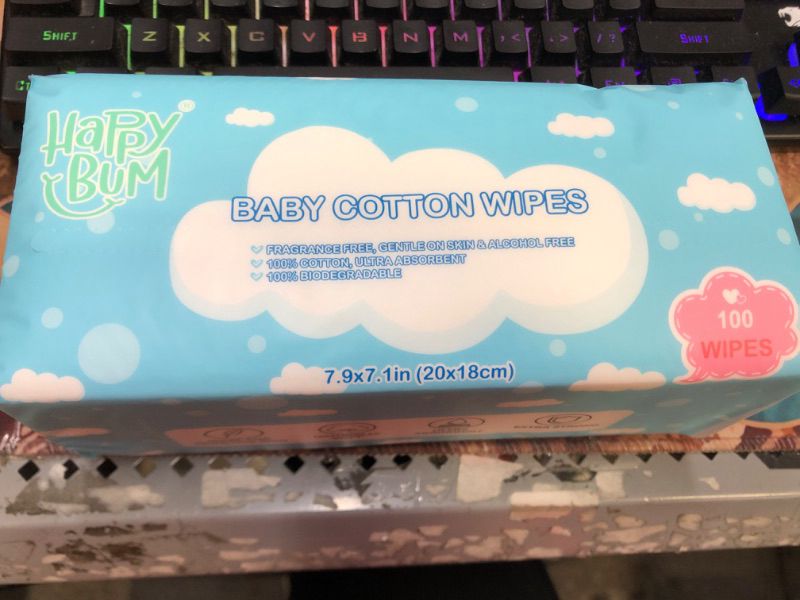 SHIFT Z X C V B N M < > / ? SHIFT
Happy®
Bum
BABY COTTON WIPES
FRAGRANCE FREE, GENTLE ON SKIN & ALCOHOL FREE
100% COTTON, ULTRA ABSORBENT
100% BIODEGRADABLE
100
WIPES
7.9x7.1in (20x18cm)